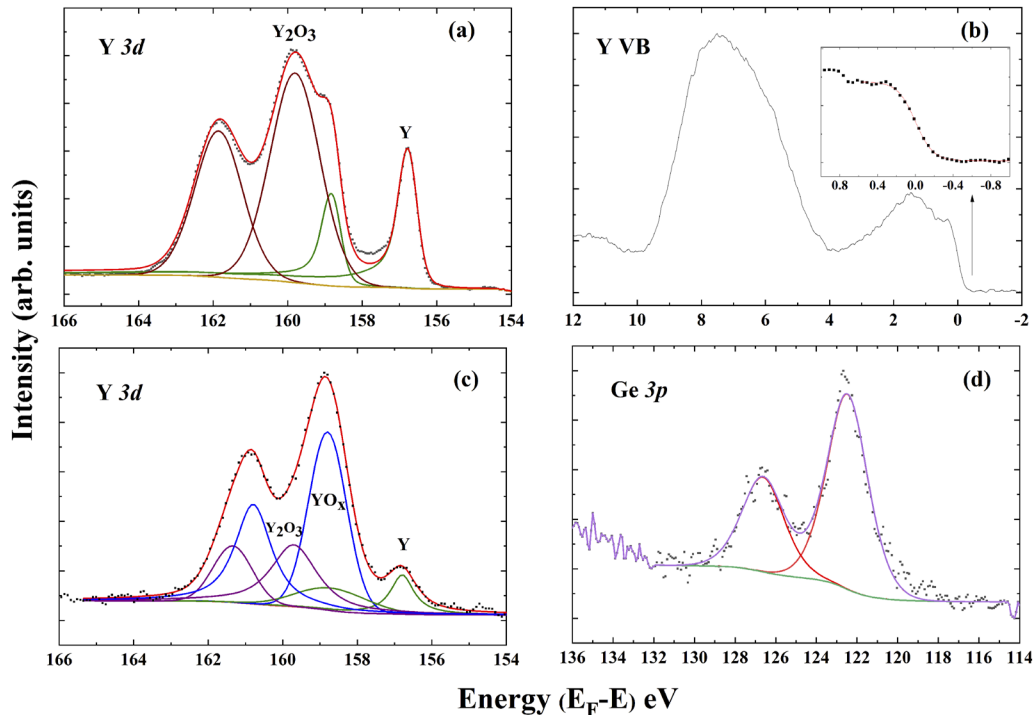 Y 3d
Y₂O₃
(a)
Y
166 164 162 160 158 156 154
Y VB
(b)
0.8 0.4 0.0 -0.4 -0.8
12 10 8 6 4 2 0 -2
Intensity (arb. units)
Y 3d
(c)
YOₓ
Y₂O₃
Y
166 164 162 160 158 156 154
Ge 3p
(d)
136 134 132 130 128 126 124 122 120 118 116 114
Energy (E_F-E) eV